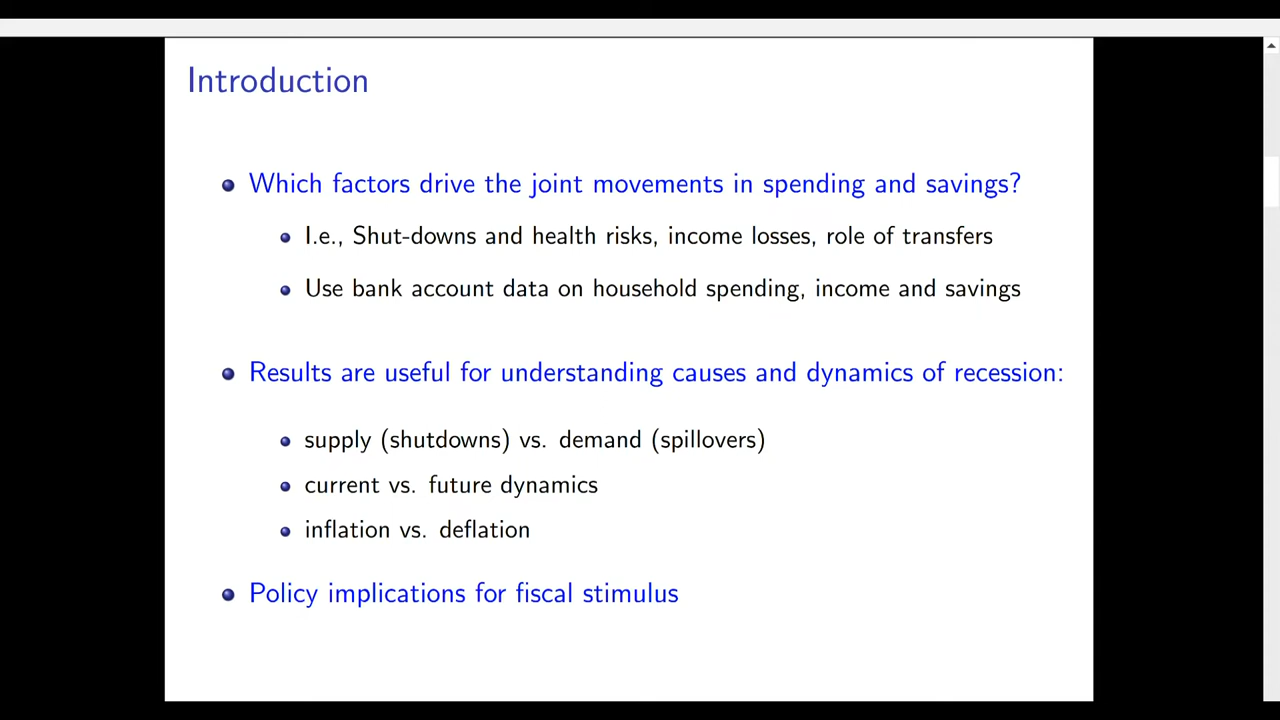 Introduction
Which factors drive the joint movements in spending and savings?
I.e., Shut-downs and health risks, income losses, role of transfers
Use bank account data on household spending, income and savings
Results are useful for understanding causes and dynamics of recession:
supply (shutdowns) vs. demand (spillovers)
current vs. future dynamics
inflation vs. deflation
Policy implications for fiscal stimulus